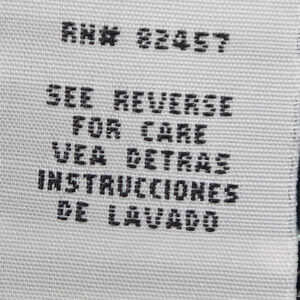 RN# 82457
SEE REVERSE
FOR CARE
VEA DETRAS
INSTRUCCIONES
DE LAVADO